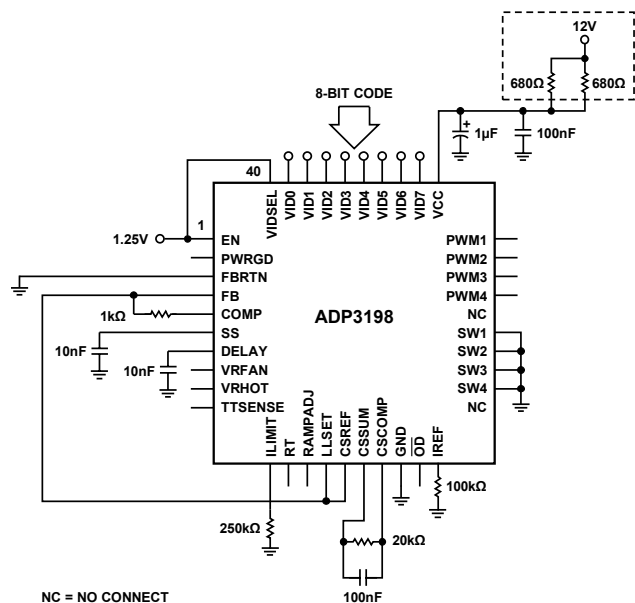 12V
680Ω 680Ω
8-BIT CODE
+
1µF
100nF
40
VIDSEL
VID0
VID1
VID2
VID3
VID4
VID5
VID6
VID7
VCC
1
1.25V
EN
PWRGD
FBRTN
FB
COMP
SS
DELAY
VRFAN
VRHOT
TTSENSE
1kΩ
10nF
10nF
ADP3198
PWM1
PWM2
PWM3
PWM4
NC
SW1
SW2
SW3
SW4
NC
ILIMIT
RT
RAMPADJ
LLSET
CSREF
CSSUM
CSCOMP
GND
OD
IREF
100kΩ
250kΩ
20kΩ
100nF
NC = NO CONNECT